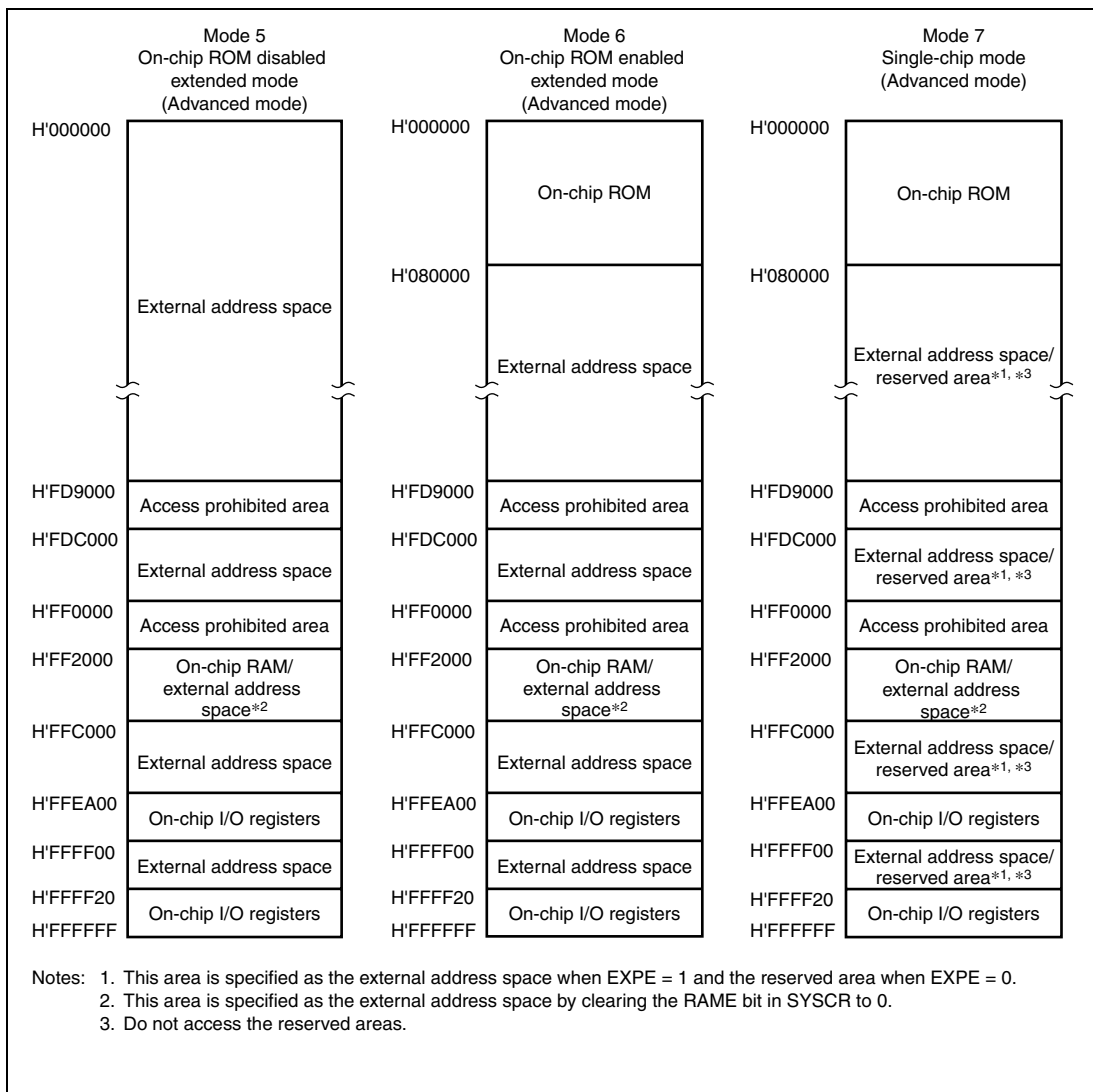 Mode 5
On-chip ROM disabled
extended mode
(Advanced mode)
H'000000
External address space
H'FD9000
Access prohibited area
H'FDC000
External address space
H'FF0000
Access prohibited area
H'FF2000
On-chip RAM/
external address
space*2
H'FFC000
External address space
H'FFEA00
On-chip I/O registers
H'FFFF00
External address space
H'FFFF20
On-chip I/O registers
H'FFFFFF
Mode 6
On-chip ROM enabled
extended mode
(Advanced mode)
H'000000
On-chip ROM
H'080000
External address space
H'FD9000
Access prohibited area
H'FDC000
External address space
H'FF0000
Access prohibited area
H'FF2000
On-chip RAM/
external address
space*2
H'FFC000
External address space
H'FFEA00
On-chip I/O registers
H'FFFF00
External address space
H'FFFF20
On-chip I/O registers
H'FFFFFF
Mode 7
Single-chip mode
(Advanced mode)
H'000000
On-chip ROM
H'080000
External address space/
reserved area*1, *3
H'FD9000
Access prohibited area
H'FDC000
External address space/
reserved area*1, *3
H'FF0000
Access prohibited area
H'FF2000
On-chip RAM/
external address
space*2
H'FFC000
External address space/
reserved area*1, *3
H'FFEA00
On-chip I/O registers
H'FFFF00
External address space/
reserved area*1, *3
H'FFFF20
On-chip I/O registers
H'FFFFFF
Notes: 1. This area is specified as the external address space when EXPE = 1 and the reserved area when EXPE = 0.
2. This area is specified as the external address space by clearing the RAME bit in SYSCR to 0.
3. Do not access the reserved areas.